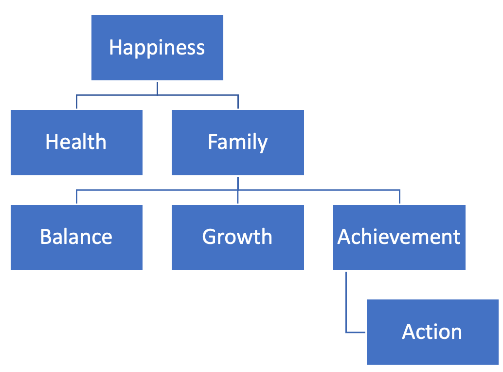 Happiness
Health
Family
Balance
Growth
Achievement
Action